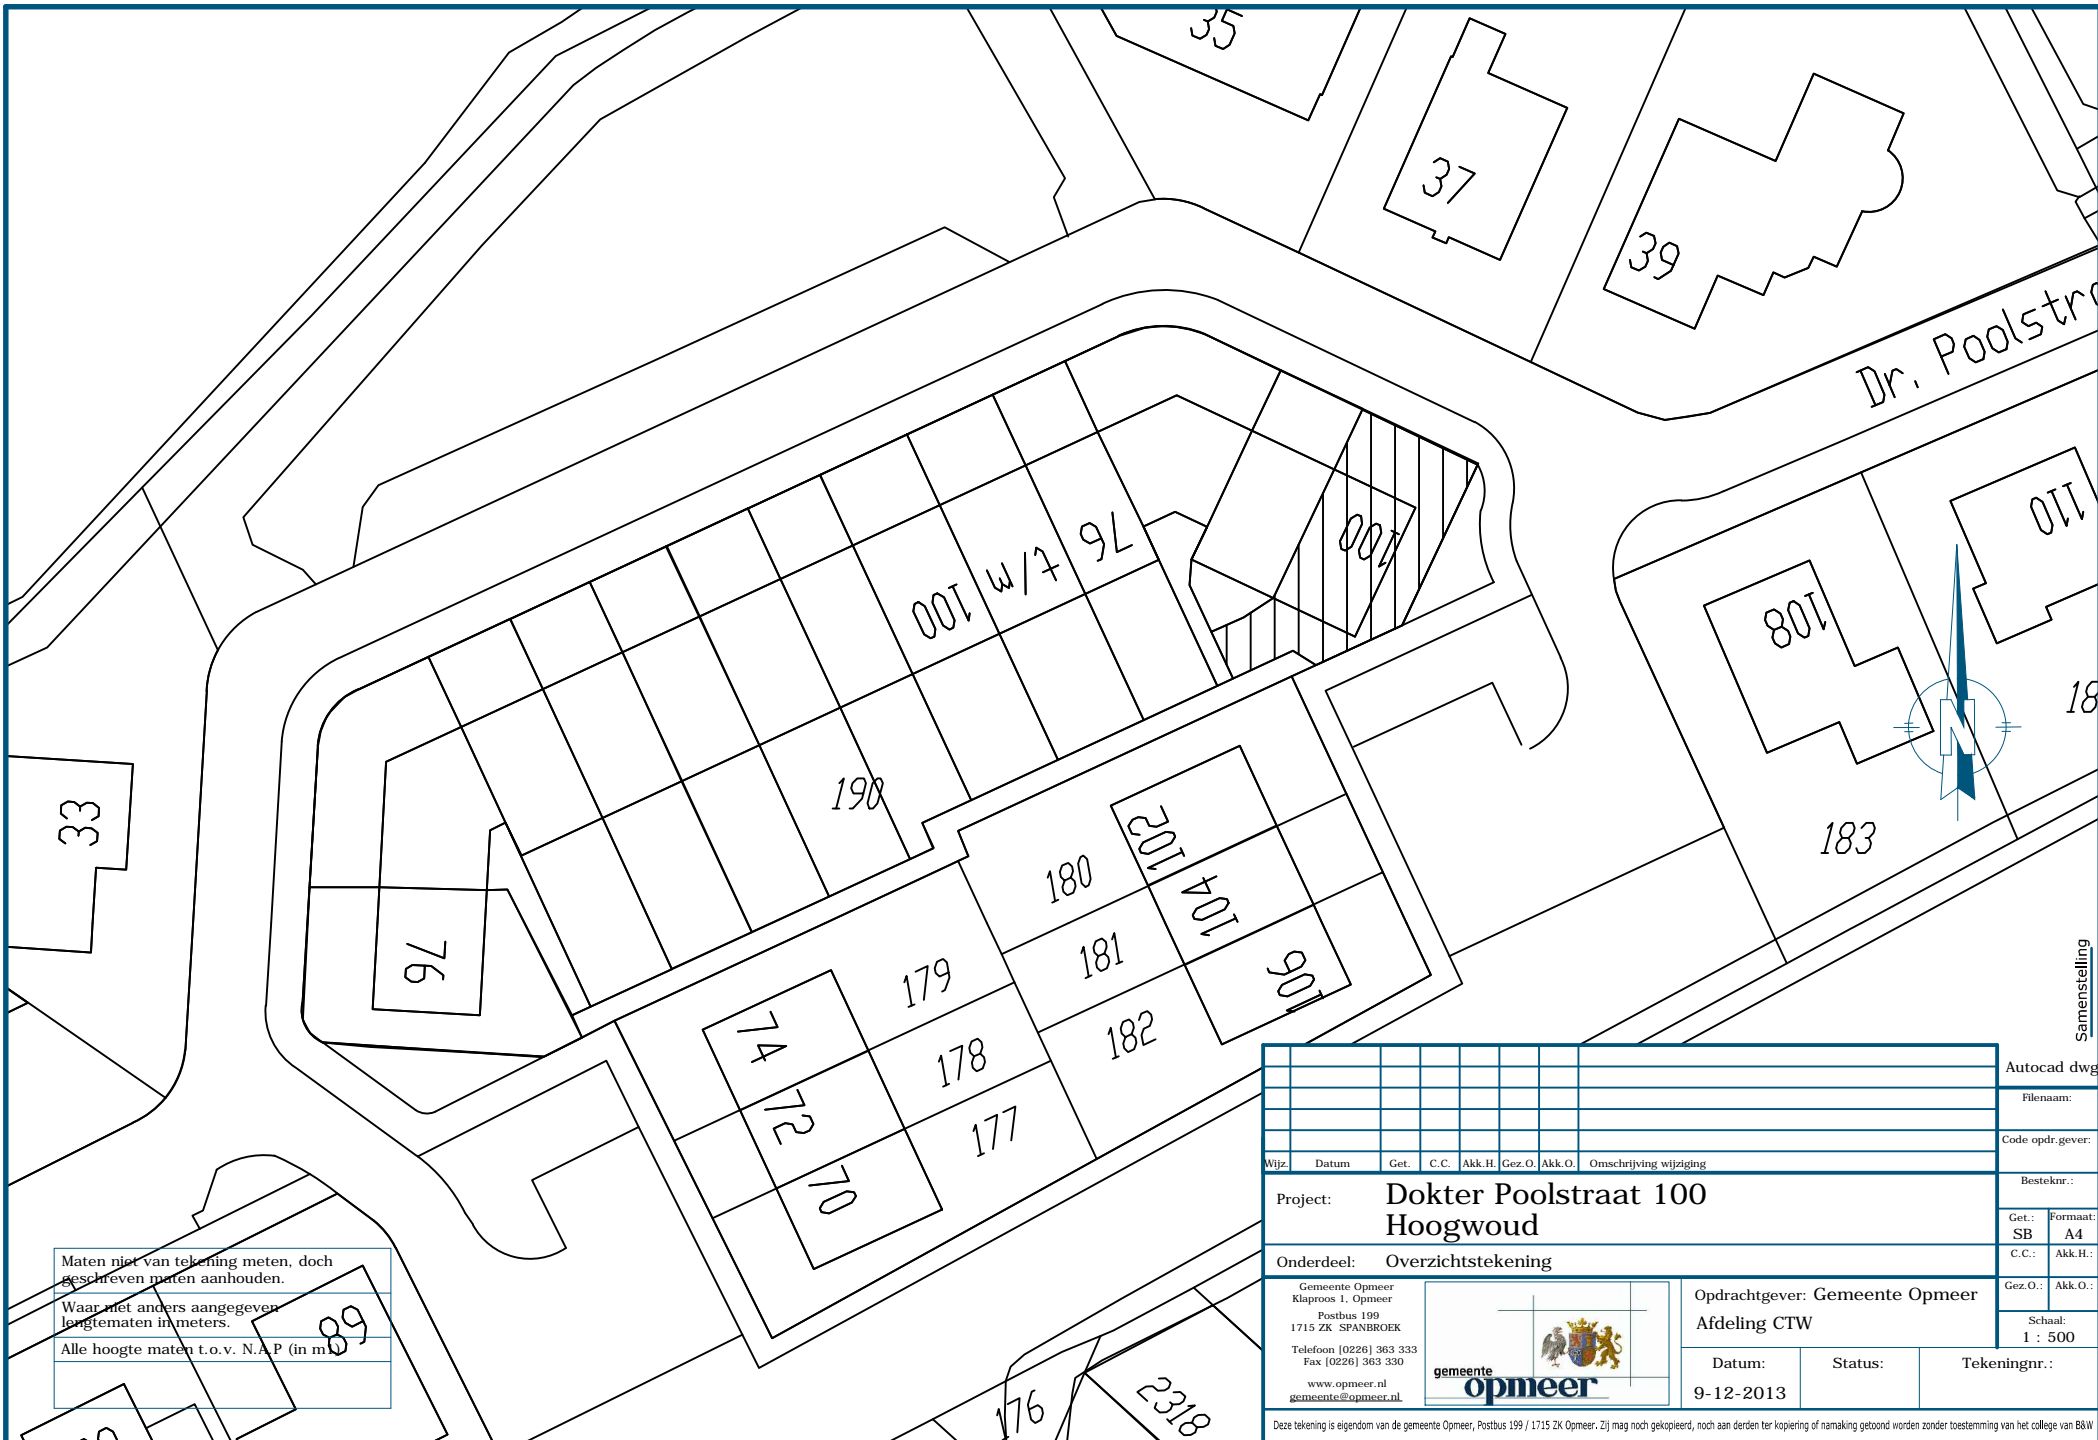 35
37
39
Dr. Poolstra
110
100
76 t/m 100
108
18
33
190
183
102
180
104
76
181
106
179
182
74
178
72
177
70
Samenstelling
89
176
2318
Maten niet van tekening meten, doch
geschreven maten aanhouden.
Waar niet anders aangegeven
lengtematen in meters.
Alle hoogte maten t.o.v. N.A.P (in m1)
Wijz. Datum Get. C.C. Akk.H. Gez.O. Akk.O. Omschrijving wijziging
Autocad dwg
Filenaam:
Code opdr.gever:
Besteknr.:
Get.: Formaat:
SB A4
C.C.: Akk.H.:
Gez.O.: Akk.O.:
Schaal:
1 : 500
Project: Dokter Poolstraat 100
Hoogwoud
Onderdeel: Overzichtstekening
Gemeente Opmeer
Klaproos 1, Opmeer
Postbus 199
1715 ZK SPANBROEK
Telefoon [0226] 363 333
Fax [0226] 363 330
www.opmeer.nl
gemeente@opmeer.nl
gemeente
opmeer
Opdrachtgever: Gemeente Opmeer
Afdeling CTW
Datum: Status: Tekeningnr.:
9-12-2013
N
Deze tekening is eigendom van de gemeente Opmeer, Postbus 199 / 1715 ZK Opmeer. Zij mag noch gekopieerd, noch aan derden ter kopiering of namaking getoond worden zonder toestemming van het college van B&W